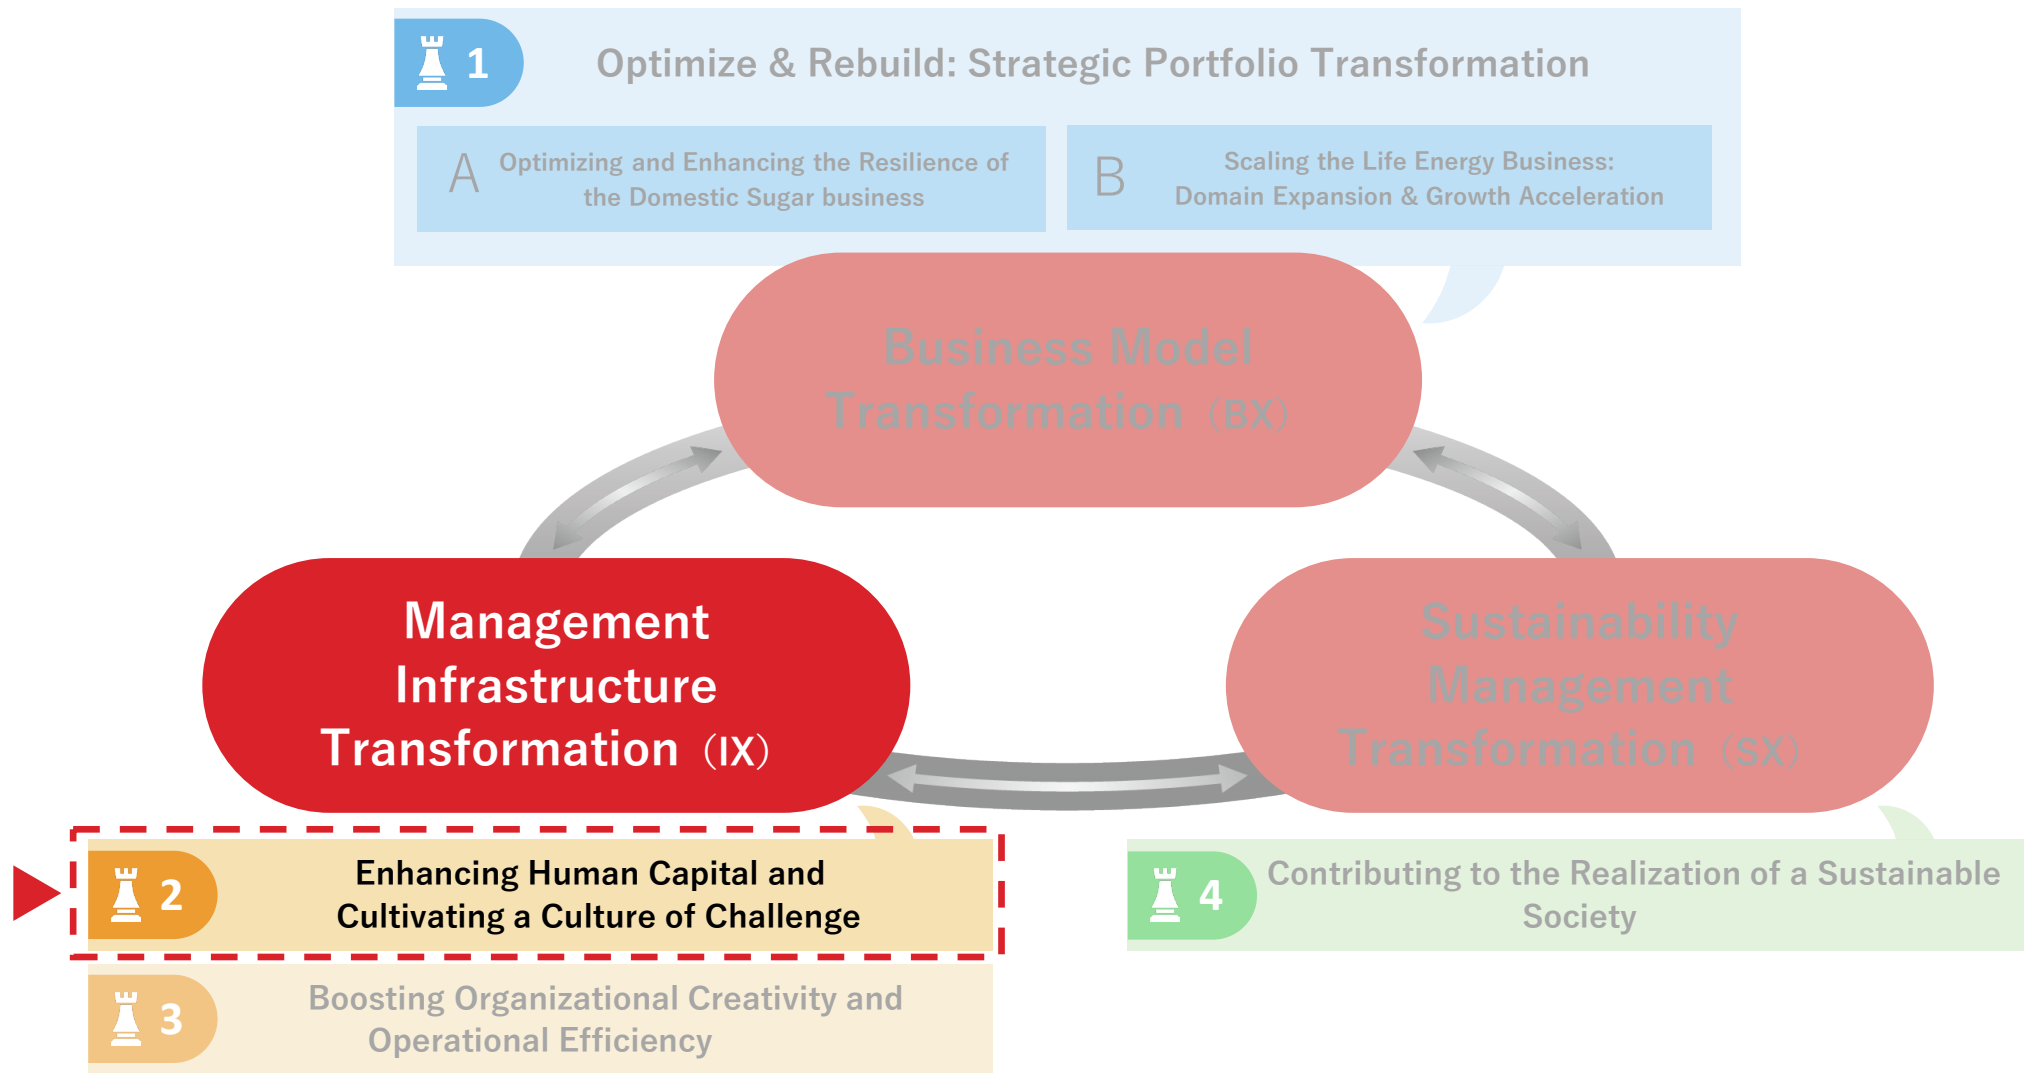 1
Optimize & Rebuild: Strategic Portfolio Transformation
A
Optimizing and Enhancing the Resilience of
the Domestic Sugar business
B
Scaling the Life Energy Business:
Domain Expansion & Growth Acceleration
Business Model
Transformation（BX）
Management
Infrastructure
Transformation（IX）
Sustainability
Management
Transformation（SX）
2
Enhancing Human Capital and
Cultivating a Culture of Challenge
3
Boosting Organizational Creativity and
Operational Efficiency
4
Contributing to the Realization of a Sustainable
Society